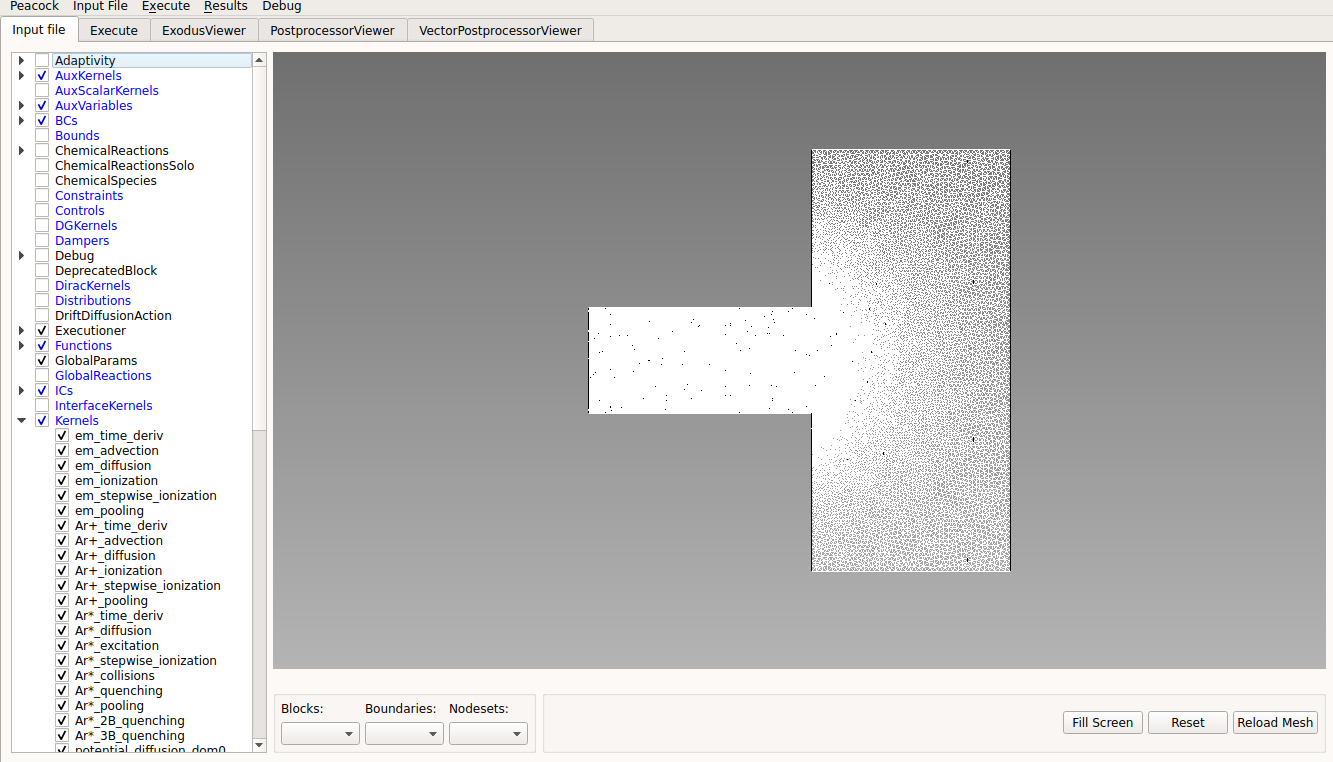 Peacock Input File Execute Results Debug
Input file Execute ExodusViewer PostprocessorViewer VectorPostprocessorViewer
Adaptivity
AuxKernels
AuxScalarKernels
AuxVariables
BCs
Bounds
ChemicalReactions
ChemicalReactionsSolo
ChemicalSpecies
Constraints
Controls
DGKernels
Dampers
Debug
DeprecatedBlock
DiracKernels
Distributions
DriftDiffusionAction
Executioner
Functions
GlobalParams
GlobalReactions
ICs
InterfaceKernels
Kernels
em_time_deriv
em_advection
em_diffusion
em_ionization
em_stepwise_ionization
em_pooling
Ar+_time_deriv
Ar+_advection
Ar+_diffusion
Ar+_ionization
Ar+_stepwise_ionization
Ar+_pooling
Ar*_time_deriv
Ar*_diffusion
Ar*_excitation
Ar*_stepwise_ionization
Ar*_collisions
Ar*_quenching
Ar*_pooling
Ar*_2B_quenching
Ar*_3B_quenching
potential_diffusion_dom0
Blocks: Boundaries: Nodesets:
Fill Screen Reset Reload Mesh